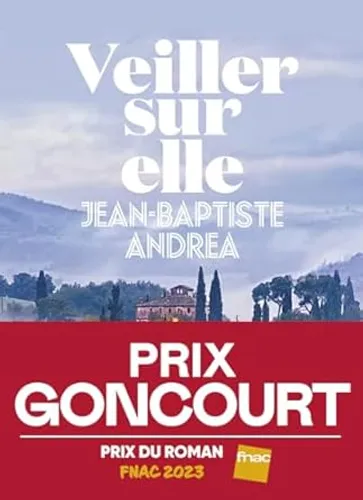 Veiller
sur
elle
JEAN-BAPTISTE
ANDREA
PRIX
GONCOURT
PRIX DU ROMAN
FNAC 2023
fnac